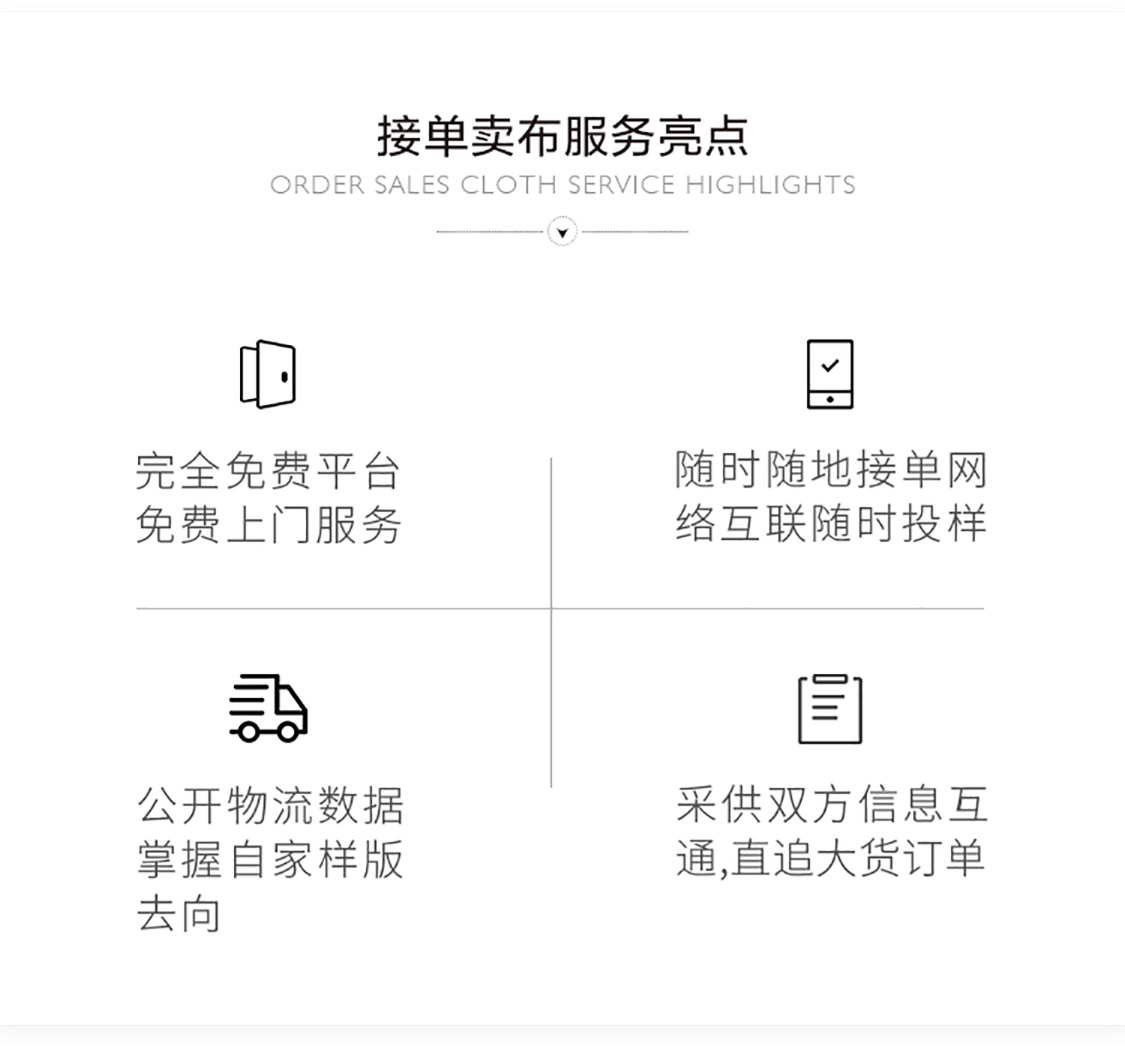 接单卖布服务亮点
ORDER SALES CLOTH SERVICE HIGHLIGHTS
完全免费平台
免费上门服务
随时随地接单网
络互联随时投样
公开物流数据
掌握自家样版
去向
采供双方信息互
通,直追大货订单